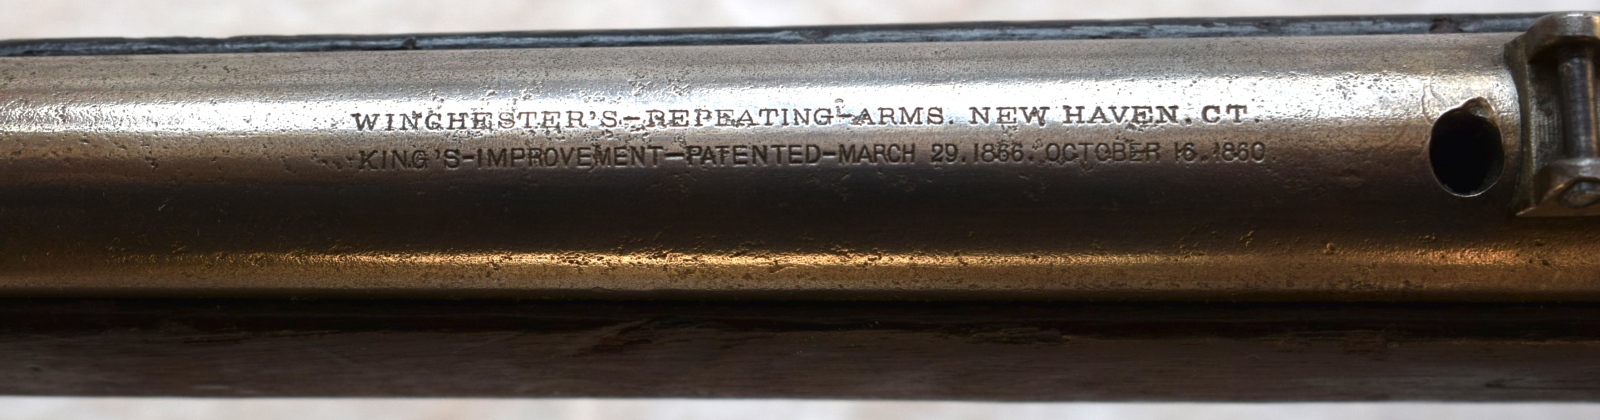 WINCHESTER'S-REPEATING-ARMS. NEW HAVEN. CT.
KING'S-IMPROVEMENT-PATENTED-MARCH 29. 1866. OCTOBER 16. 1860.